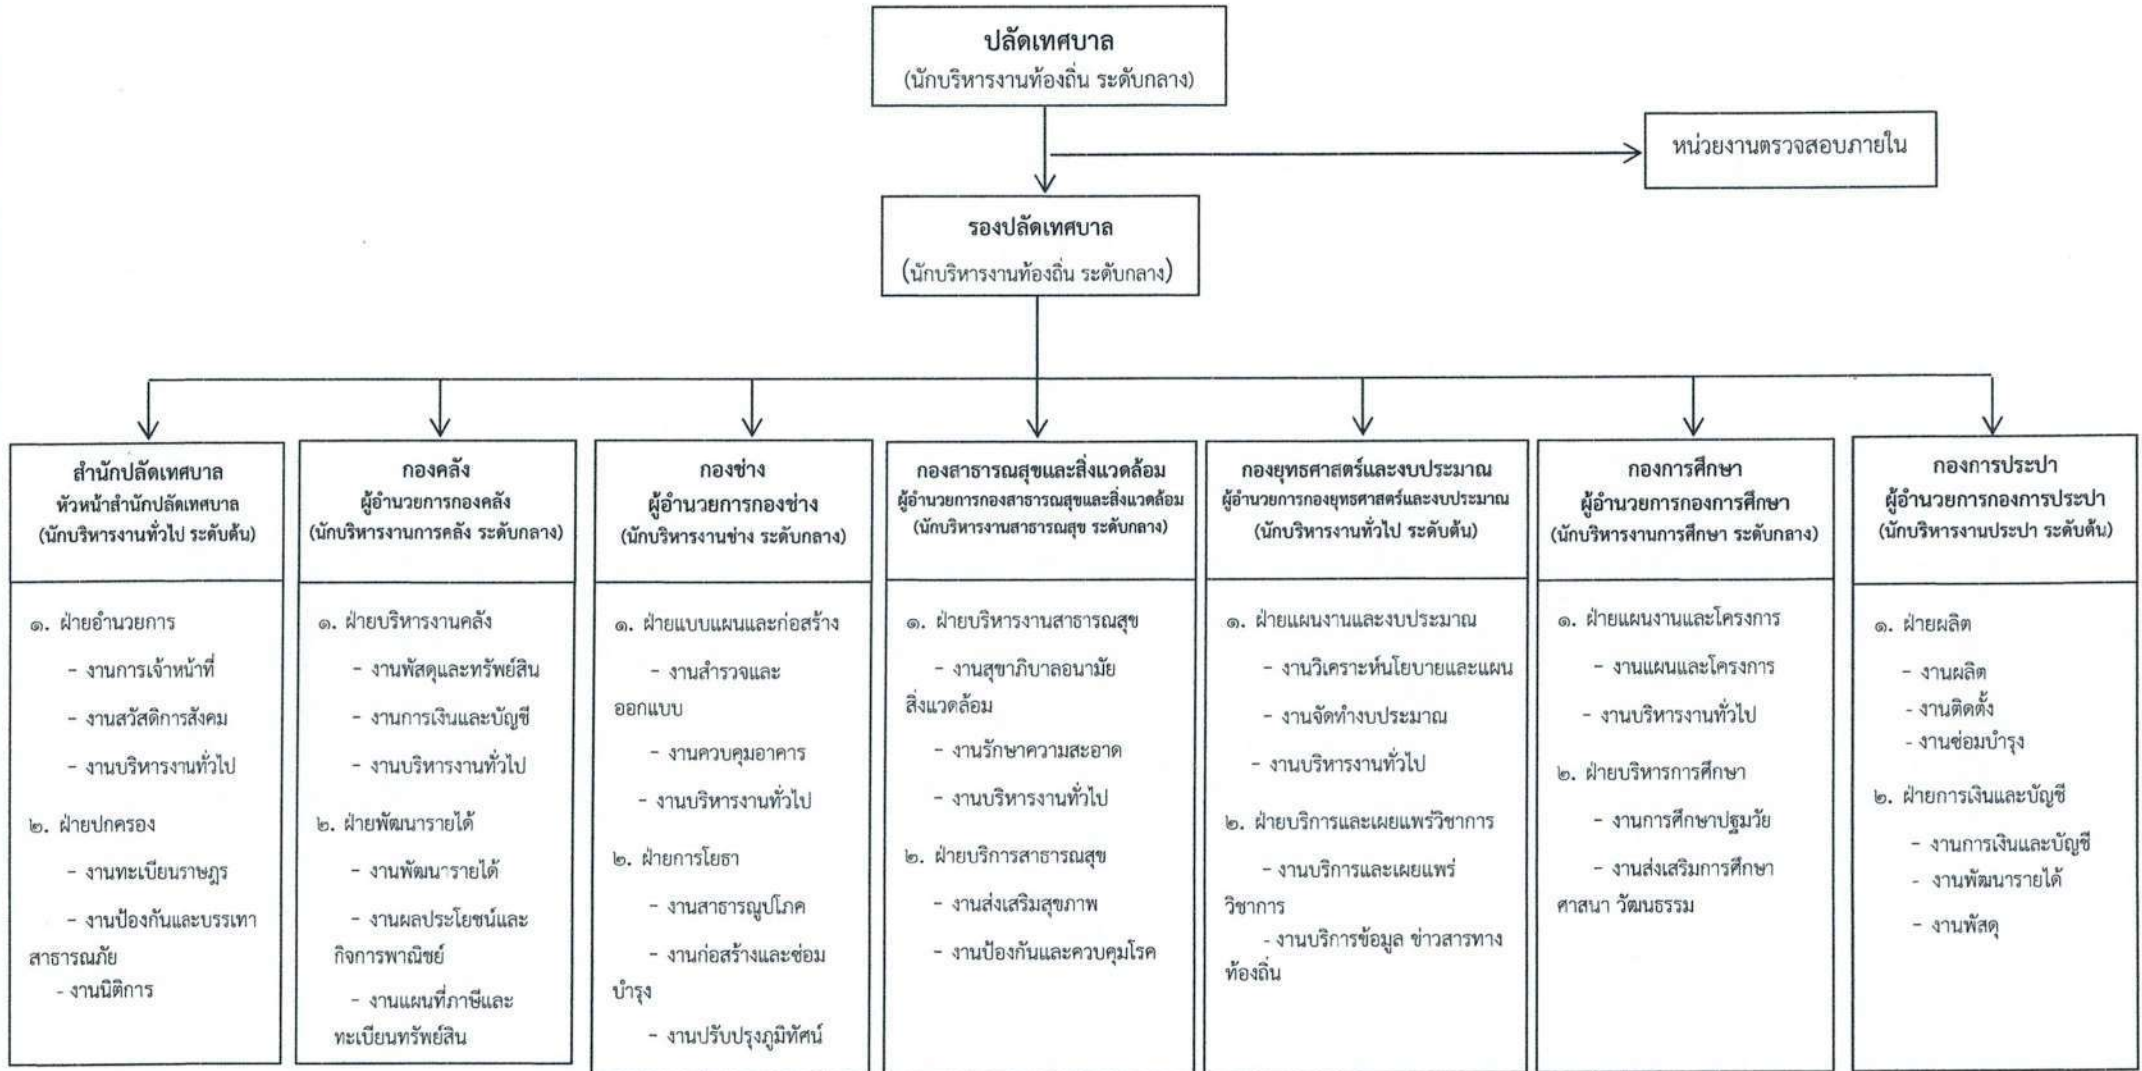 ปลัดเทศบาล
(นักบริหารงานท้องถิ่น ระดับกลาง)
หน่วยงานตรวจสอบภายใน
รองปลัดเทศบาล
(นักบริหารงานท้องถิ่น ระดับกลาง)
สำนักปลัดเทศบาล
หัวหน้าสำนักปลัดเทศบาล
(นักบริหารงานทั่วไป ระดับต้น)
๑. ฝ่ายอำนวยการ
- งานการเจ้าหน้าที่
- งานสวัสดิการสังคม
- งานบริหารงานทั่วไป
๒. ฝ่ายปกครอง
- งานทะเบียนราษฎร
- งานป้องกันและบรรเทา
สาธารณภัย
- งานนิติการ
กองคลัง
ผู้อำนวยการกองคลัง
(นักบริหารงานการคลัง ระดับกลาง)
๑. ฝ่ายบริหารงานคลัง
- งานพัสดุและทรัพย์สิน
- งานการเงินและบัญชี
- งานบริหารงานทั่วไป
๒. ฝ่ายพัฒนารายได้
- งานพัฒนารายได้
- งานผลประโยชน์และ
กิจการพาณิชย์
- งานแผนที่ภาษีและ
ทะเบียนทรัพย์สิน
กองช่าง
ผู้อำนวยการกองช่าง
(นักบริหารงานช่าง ระดับกลาง)
๑. ฝ่ายแบบแผนและก่อสร้าง
- งานสำรวจและ
ออกแบบ
- งานควบคุมอาคาร
- งานบริหารงานทั่วไป
๒. ฝ่ายการโยธา
- งานสาธารณูปโภค
- งานก่อสร้างและซ่อม
บำรุง
- งานปรับปรุงภูมิทัศน์
กองสาธารณสุขและสิ่งแวดล้อม
ผู้อำนวยการกองสาธารณสุขและสิ่งแวดล้อม
(นักบริหารงานสาธารณสุข ระดับกลาง)
๑. ฝ่ายบริหารงานสาธารณสุข
- งานสุขาภิบาลอนามัย
สิ่งแวดล้อม
- งานรักษาความสะอาด
- งานบริหารงานทั่วไป
๒. ฝ่ายบริการสาธารณสุข
- งานส่งเสริมสุขภาพ
- งานป้องกันและควบคุมโรค
กองยุทธศาสตร์และงบประมาณ
ผู้อำนวยการกองยุทธศาสตร์และงบประมาณ
(นักบริหารงานทั่วไป ระดับต้น)
๑. ฝ่ายแผนงานและงบประมาณ
- งานวิเคราะห์นโยบายและแผน
- งานจัดทำงบประมาณ
- งานบริหารงานทั่วไป
๒. ฝ่ายบริการและเผยแพร่วิชาการ
- งานบริการและเผยแพร่
วิชาการ
- งานบริการข้อมูล ข่าวสารทาง
ท้องถิ่น
กองการศึกษา
ผู้อำนวยการกองการศึกษา
(นักบริหารงานการศึกษา ระดับกลาง)
๑. ฝ่ายแผนงานและโครงการ
- งานแผนและโครงการ
- งานบริหารงานทั่วไป
๒. ฝ่ายบริหารการศึกษา
- งานการศึกษาปฐมวัย
- งานส่งเสริมการศึกษา
ศาสนา วัฒนธรรม
กองการประปา
ผู้อำนวยการกองการประปา
(นักบริหารงานประปา ระดับต้น)
๑. ฝ่ายผลิต
- งานผลิต
- งานติดตั้ง
- งานซ่อมบำรุง
๒. ฝ่ายการเงินและบัญชี
- งานการเงินและบัญชี
- งานพัฒนารายได้
- งานพัสดุ